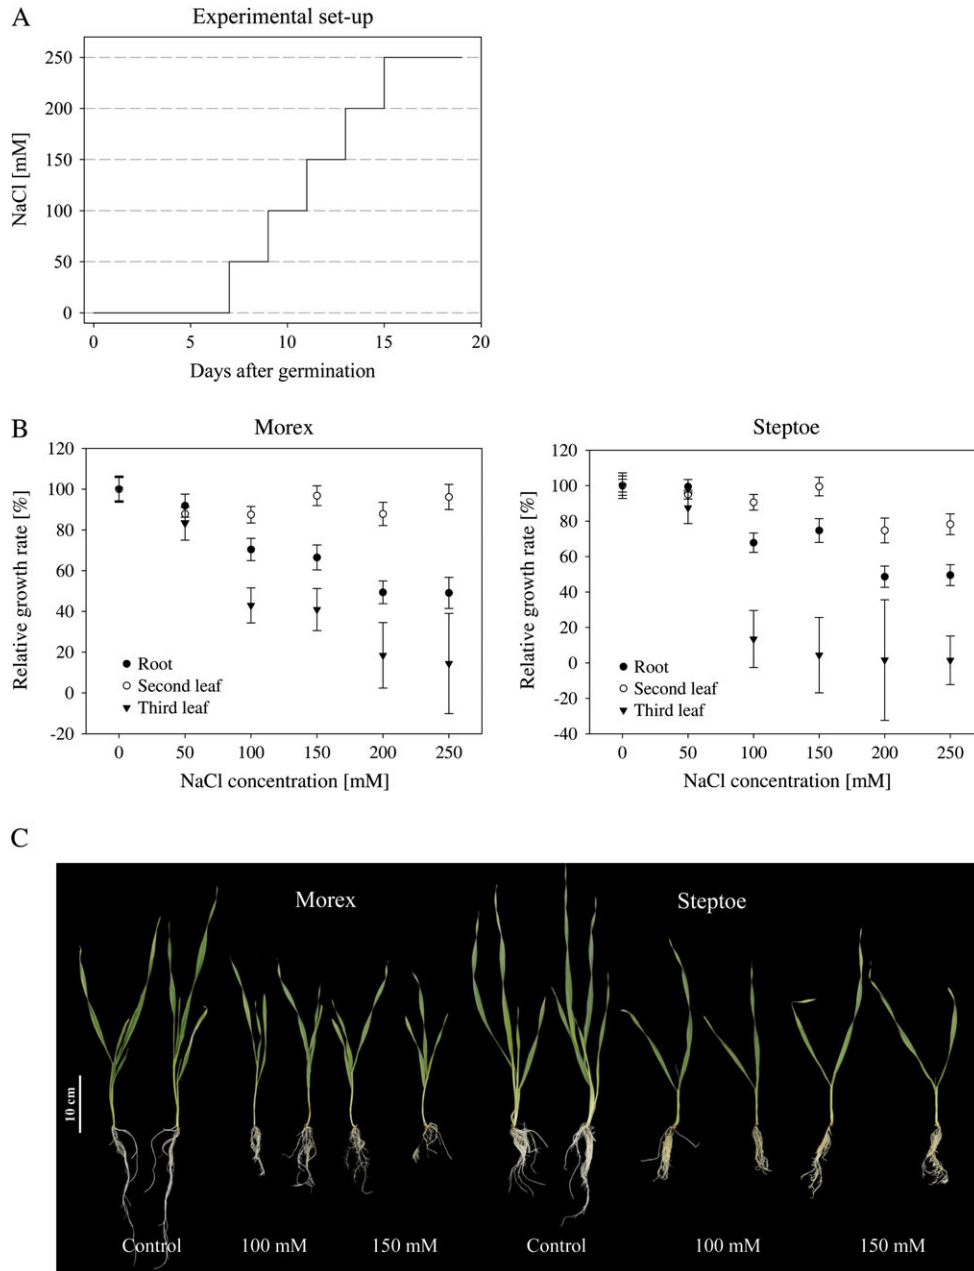 A
Experimental set-up
NaCl [mM]
250
200
150
100
50
0
0 5 10 15 20
Days after germination
B
Morex
Relative growth rate [%]
120
100
80
60
40
20
0
-20
Root
Second leaf
Third leaf
0 50 100 150 200 250
NaCl concentration [mM]
Steptoe
Relative growth rate [%]
120
100
80
60
40
20
0
-20
-40
Root
Second leaf
Third leaf
0 50 100 150 200 250
NaCl concentration [mM]
C
Morex Steptoe
10 cm
Control 100 mM 150 mM Control 100 mM 150 mM